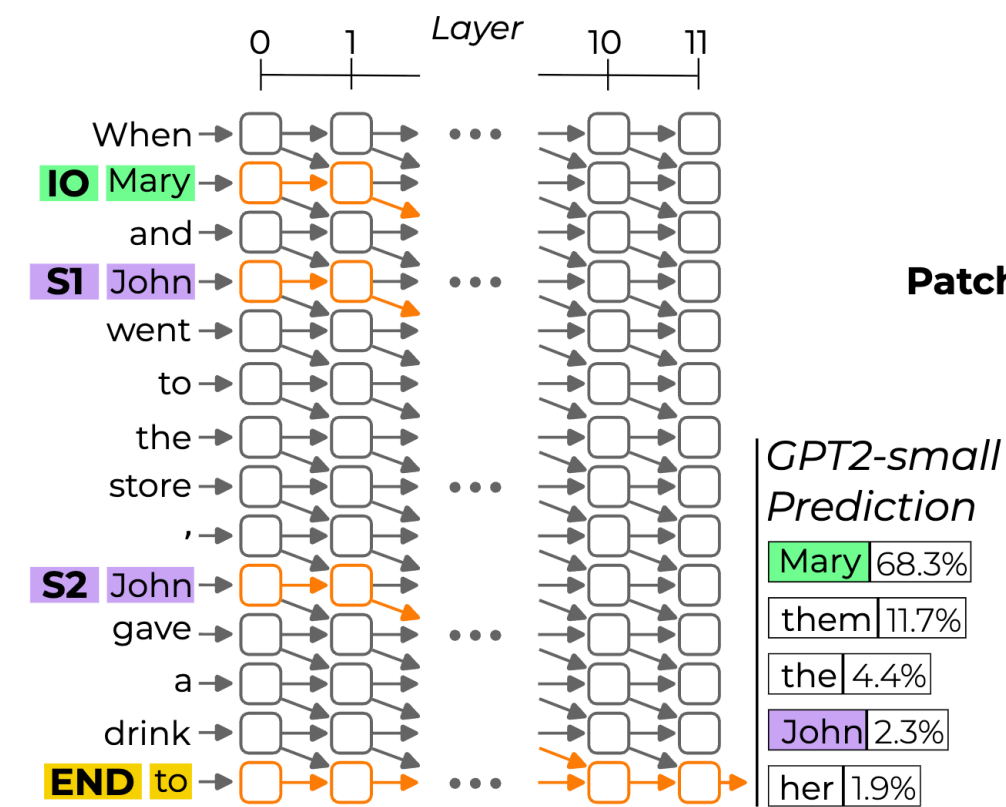 Layer
0 1 10 11
When
IO Mary
and
S1 John
Patch
went
to
the
store
,
S2 John
gave
a
drink
END to
GPT2-small
Prediction
Mary 68.3%
them 11.7%
the 4.4%
John 2.3%
her 1.9%